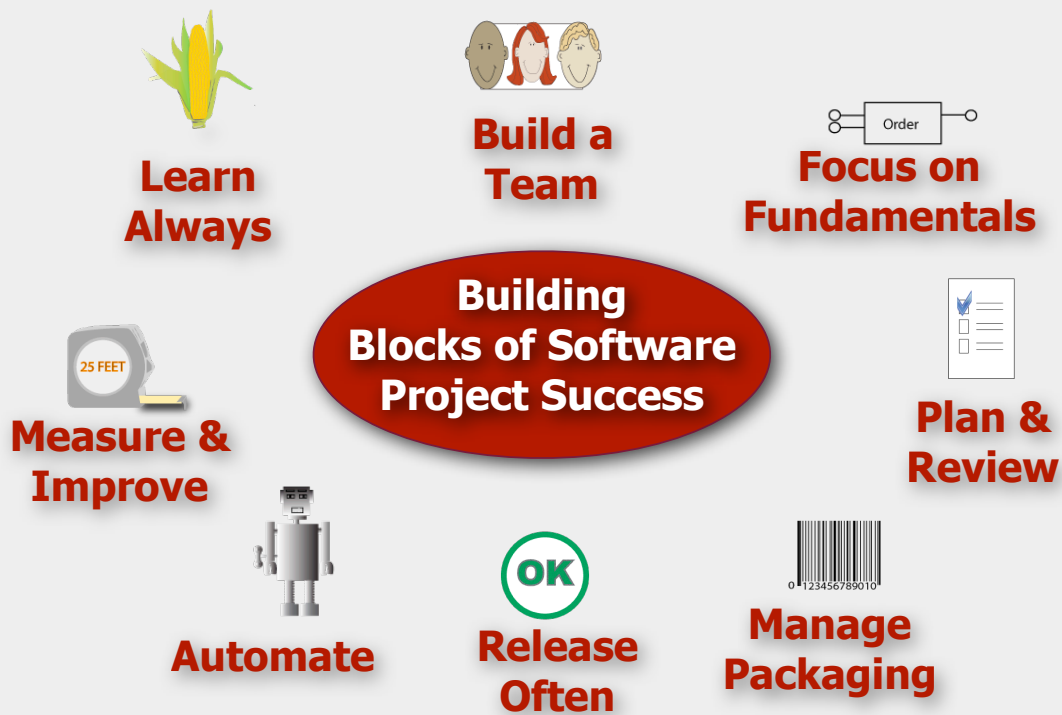 Learn
Always
Build a
Team
Order
Focus on
Fundamentals
Building
Blocks of Software
Project Success
25 FEET
Measure &
Improve
Plan &
Review
Automate
OK
Release
Often
0 123456789010
Manage
Packaging